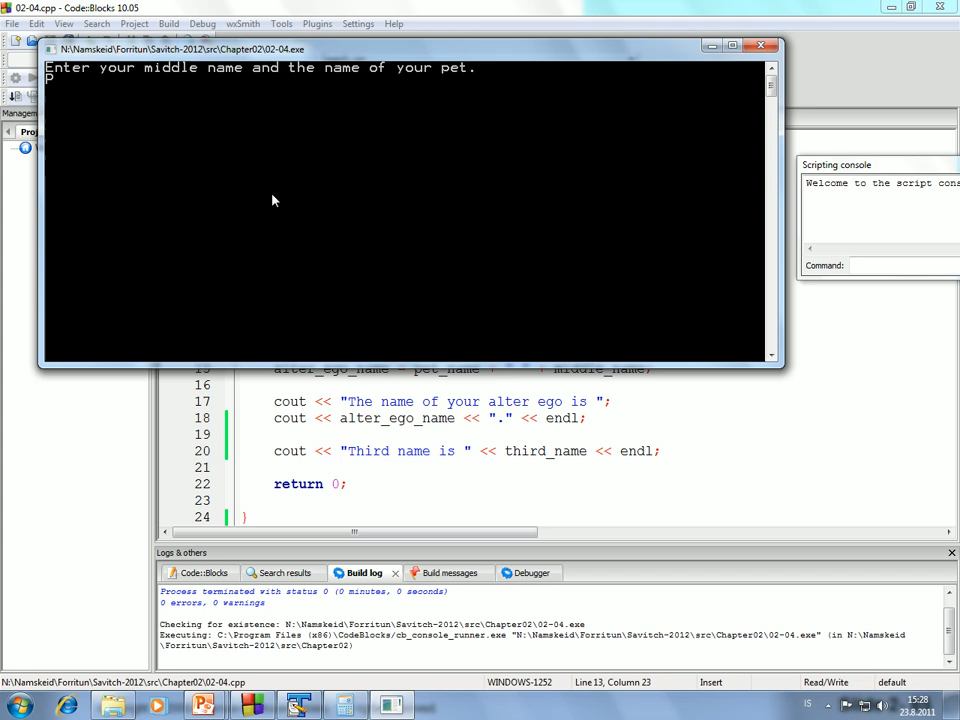 02-04.cpp - Code::Blocks 10.05
File Edit View Search Project Build Debug wxSmith Tools Plugins Settings Help
N:\Namskeid\Forritun\Savitch-2012\src\Chapter02\02-04.exe
Enter your middle name and the name of your pet.
P
Managem
Proj
Scripting console
Welcome to the script cons
Command:
15 alter_ego_name = pet_name + " " + middle_name;
16
17 cout << "The name of your alter ego is ";
18 cout << alter_ego_name << "." << endl;
19
20 cout << "Third name is " << third_name << endl;
21
22 return 0;
23
24 }
Logs & others
Code::Blocks Search results Build log Build messages Debugger
Process terminated with status 0 (0 minutes, 0 seconds)
0 errors, 0 warnings
Checking for existence: N:\Namskeid\Forritun\Savitch-2012\src\Chapter02\02-04.exe
Executing: C:\Program Files (x86)\CodeBlocks/cb_console_runner.exe "N:\Namskeid\Forritun\Savitch-2012\src\Chapter02\02-04.exe" (in N:\Namskeid
\Forritun\Savitch-2012\src\Chapter02)
N:\Namskeid\Forritun\Savitch-2012\src\Chapter02\02-04.cpp WINDOWS-1252 Line 13, Column 23 Insert Read/Write default
IS 15:28
23.8.2011